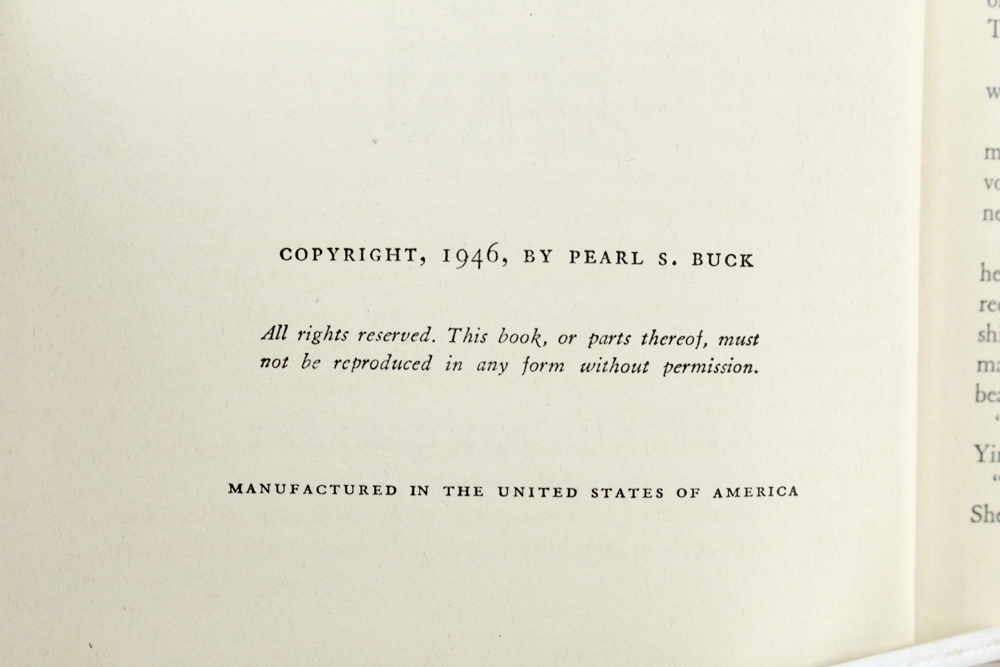 COPYRIGHT, 1946, BY PEARL S. BUCK
All rights reserved. This book, or parts thereof, must
not be reproduced in any form without permission.
MANUFACTURED IN THE UNITED STATES OF AMERICA